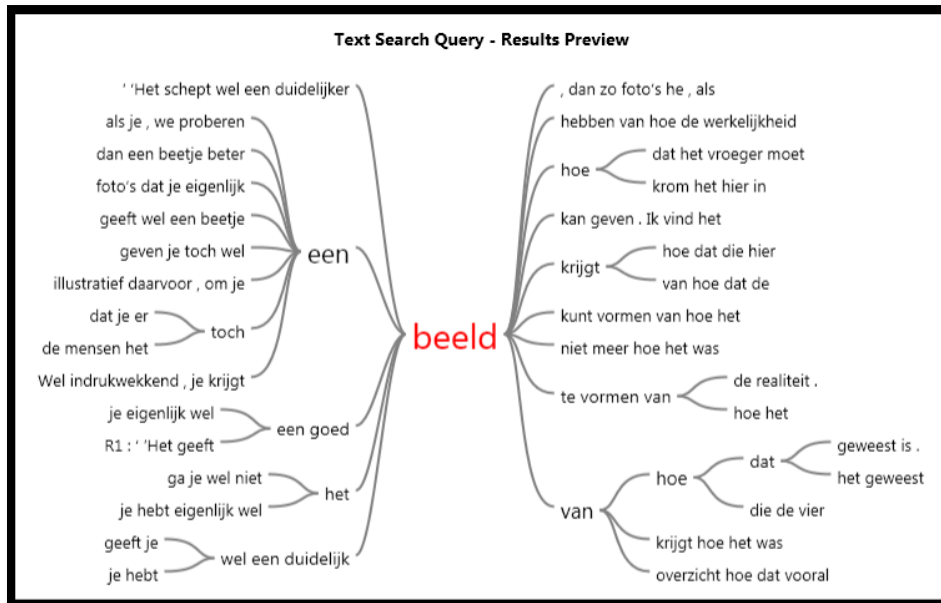 Text Search Query - Results Preview
' 'Het schept wel een duidelijker
als je , we proberen
dan een beetje beter
foto's dat je eigenlijk
geeft wel een beetje
geven je toch wel
illustratief daarvoor , om je
dat je er
de mensen het
toch
Wel indrukwekkend , je krijgt
een
je eigenlijk wel
R1 : ' 'Het geeft
een goed
ga je wel niet
je hebt eigenlijk wel
het
geeft je
je hebt
wel een duidelijk
beeld
, dan zo foto's he , als
hebben van hoe de werkelijkheid
hoe
dat het vroeger moet
krom het hier in
kan geven . Ik vind het
krijgt
hoe dat die hier
van hoe dat de
kunt vormen van hoe het
niet meer hoe het was
te vormen van
de realiteit .
hoe het
van
hoe
dat
geweest is .
het geweest
die de vier
krijgt hoe het was
overzicht hoe dat vooral